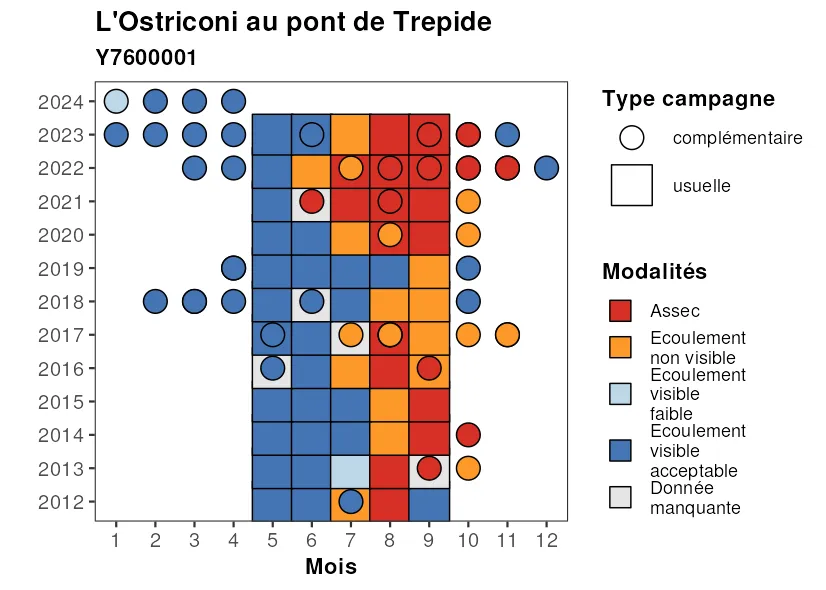 L'Ostriconi au pont de Trepide
Y7600001
2024
2023
2022
2021
2020
2019
2018
2017
2016
2015
2014
2013
2012
1 2 3 4 5 6 7 8 9 10 11 12
Mois
Type campagne
complémentaire
usuelle
Modalités
Assec
Ecoulement
non visible
Ecoulement
visible
faible
Ecoulement
visible
acceptable
Donnée
manquante